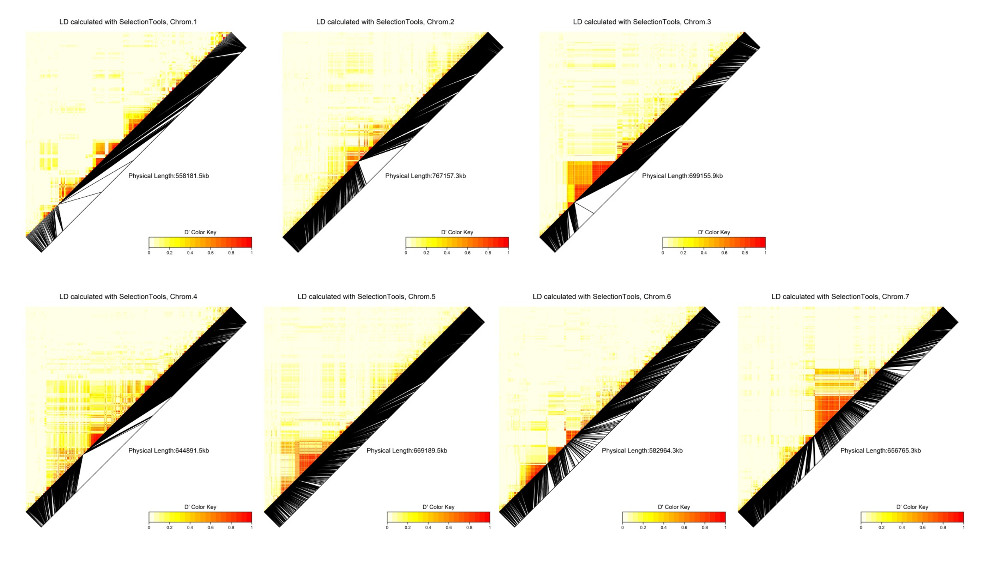 LD calculated with SelectionTools, Chrom.1
LD calculated with SelectionTools, Chrom.2
LD calculated with SelectionTools, Chrom.3
Physical Length:558181.5kb
Physical Length:767157.3kb
Physical Length:699155.9kb
D' Color Key
D' Color Key
D' Color Key
0 0.2 0.4 0.6 0.8 1
0 0.2 0.4 0.6 0.8 1
0 0.2 0.4 0.6 0.8 1
LD calculated with SelectionTools, Chrom.4
LD calculated with SelectionTools, Chrom.5
LD calculated with SelectionTools, Chrom.6
LD calculated with SelectionTools, Chrom.7
Physical Length:644891.5kb
Physical Length:669189.5kb
Physical Length:582964.3kb
Physical Length:656765.3kb
D' Color Key
D' Color Key
D' Color Key
D' Color Key
0 0.2 0.4 0.6 0.8 1
0 0.2 0.4 0.6 0.8 1
0 0.2 0.4 0.6 0.8 1
0 0.2 0.4 0.6 0.8 1